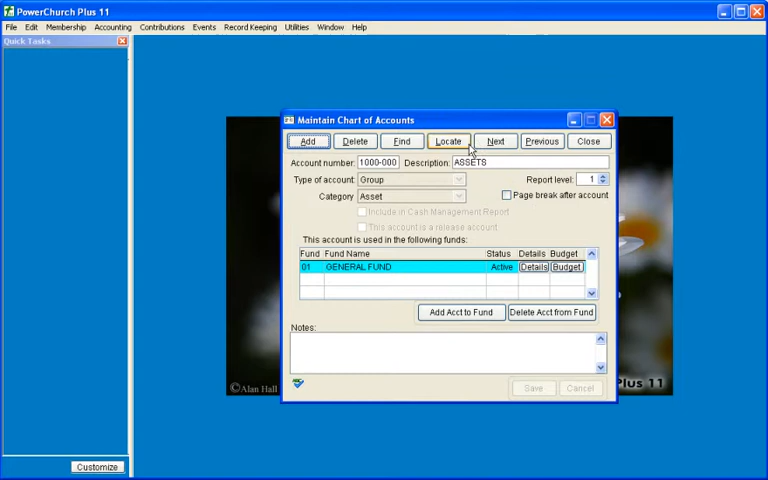 PowerChurch Plus 11
File Edit Membership Accounting Contributions Events Record Keeping Utilities Window Help
Quick Tasks
Maintain Chart of Accounts
Add Delete Find Locate Next Previous Close
Account number: 1000-000 Description: ASSETS
Type of account: Group Report level: 1
Category Asset Page break after account
Include in Cash Management Report
This account is a release account
This account is used in the following funds:
Fund Fund Name Status Details Budget
01 GENERAL FUND Active Details Budget
Add Acct to Fund Delete Acct from Fund
Notes:
ABC
Save Cancel
©Alan Hall
Plus 11
Customize